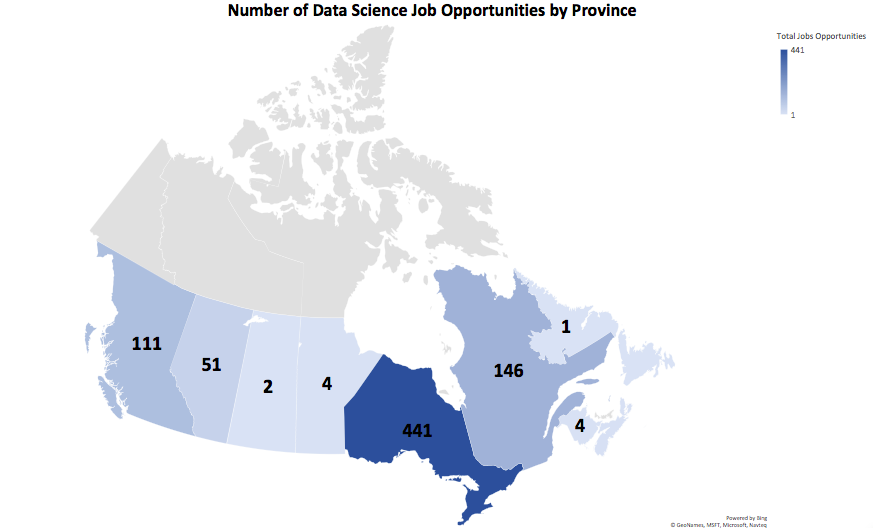 Number of Data Science Job Opportunities by Province
Total Jobs Opportunities
441
1
1
111
51
146
2
4
4
441
Powered by Bing
© GeoNames, MSFT, Microsoft, Navteq